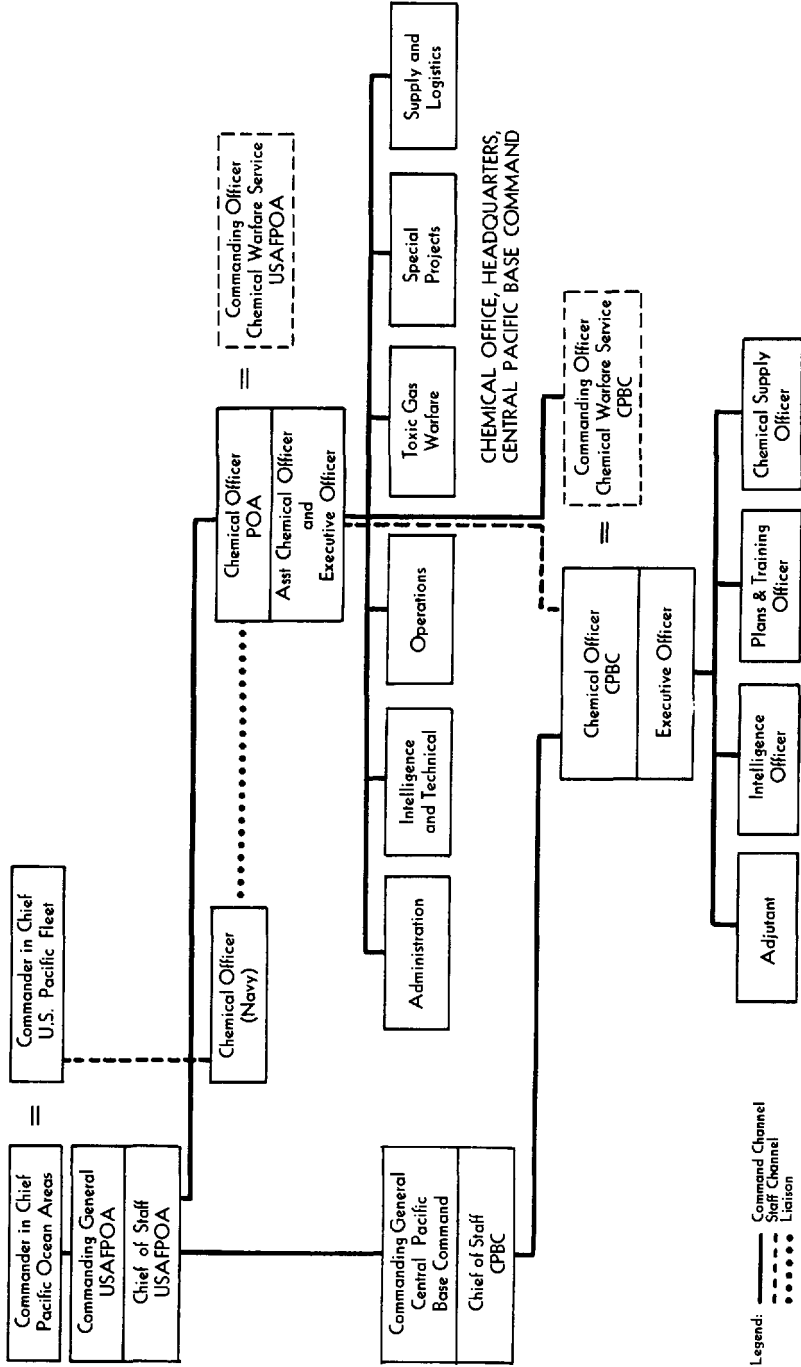 Commander in Chief
Pacific Ocean Areas
=
Commander in Chief
U.S. Pacific Fleet
Commanding General
USAFPOA
Chief of Staff
USAFPOA
Chemical Officer
(Navy)
Chemical Officer
POA
Asst Chemical Officer
and
Executive Officer
=
Commanding Officer
Chemical Warfare Service
USAFPOA
Administration
Intelligence
and Technical
Operations
Toxic Gas
Warfare
Special
Projects
Supply and
Logistics
CHEMICAL OFFICE, HEADQUARTERS,
CENTRAL PACIFIC BASE COMMAND
Commanding General
Central Pacific
Base Command
Chief of Staff
CPBC
Chemical Officer
CPBC
Executive Officer
=
Commanding Officer
Chemical Warfare Service
CPBC
Adjutant
Intelligence
Officer
Plans & Training
Officer
Chemical Supply
Officer
Legend:
Command Channel
Staff Channel
Liaison